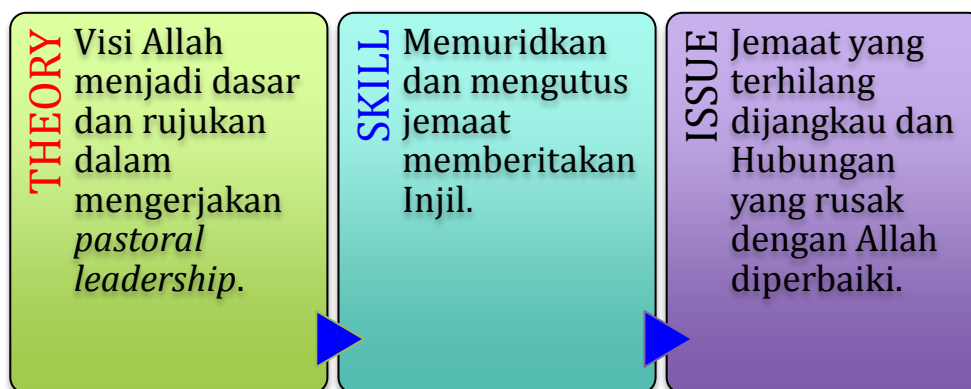 THEORY
Visi Allah
menjadi dasar
dan rujukan
dalam
mengerjakan
pastoral
leadership.
SKILL
Memuridkan
dan mengutus
jemaat
memberitakan
Injil.
ISSUE
Jemaat yang
terhilang
dijangkau dan
Hubungan
yang rusak
dengan Allah
diperbaiki.